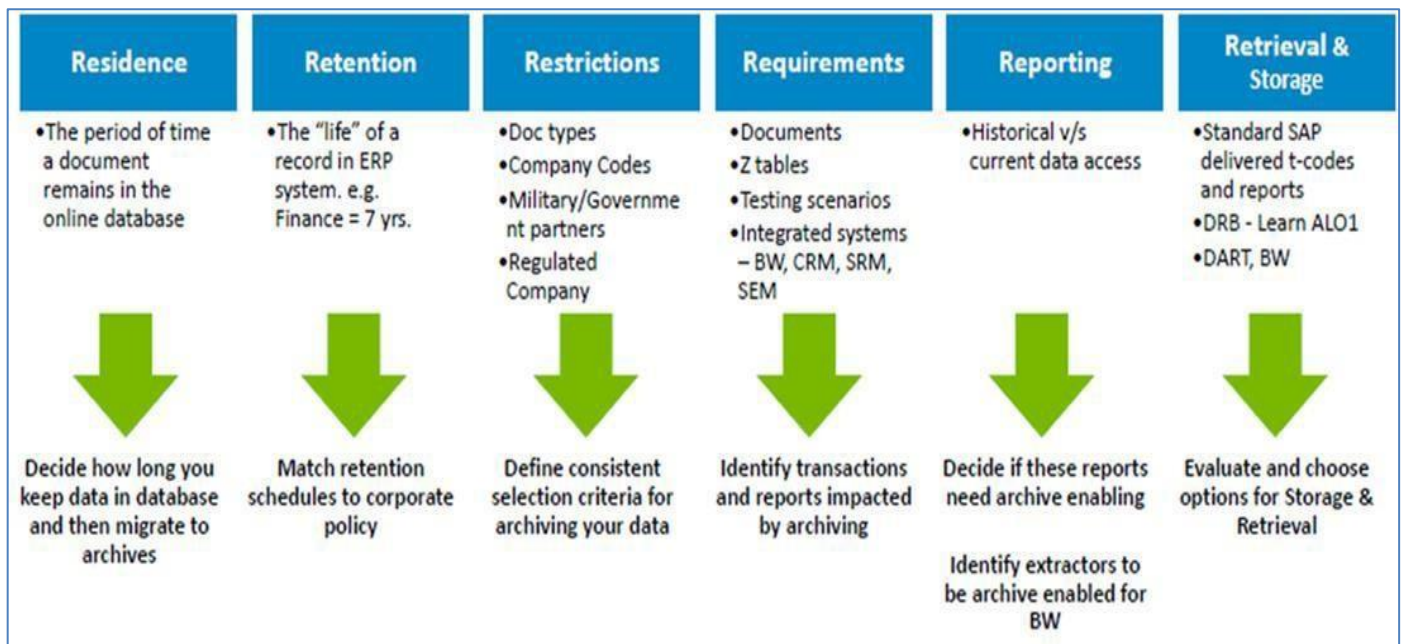 Residence
•The period of time
a document
remains in the
online database
Decide how long you
keep data in database
and then migrate to
archives
Retention
•The “life” of a
record in ERP
system. e.g.
Finance = 7 yrs.
Match retention
schedules to corporate
policy
Restrictions
•Doc types
•Company Codes
•Military/Governme
nt partners
•Regulated
Company
Define consistent
selection criteria for
archiving your data
Requirements
•Documents
•Z tables
•Testing scenarios
•Integrated systems
– BW, CRM, SRM,
SEM
Identify transactions
and reports impacted
by archiving
Reporting
•Historical v/s
current data access
Decide if these reports
need archive enabling
Identify extractors to
be archive enabled for
BW
Retrieval &
Storage
•Standard SAP
delivered t-codes
and reports
•DRB - Learn ALO1
•DART, BW
Evaluate and choose
options for Storage &
Retrieval